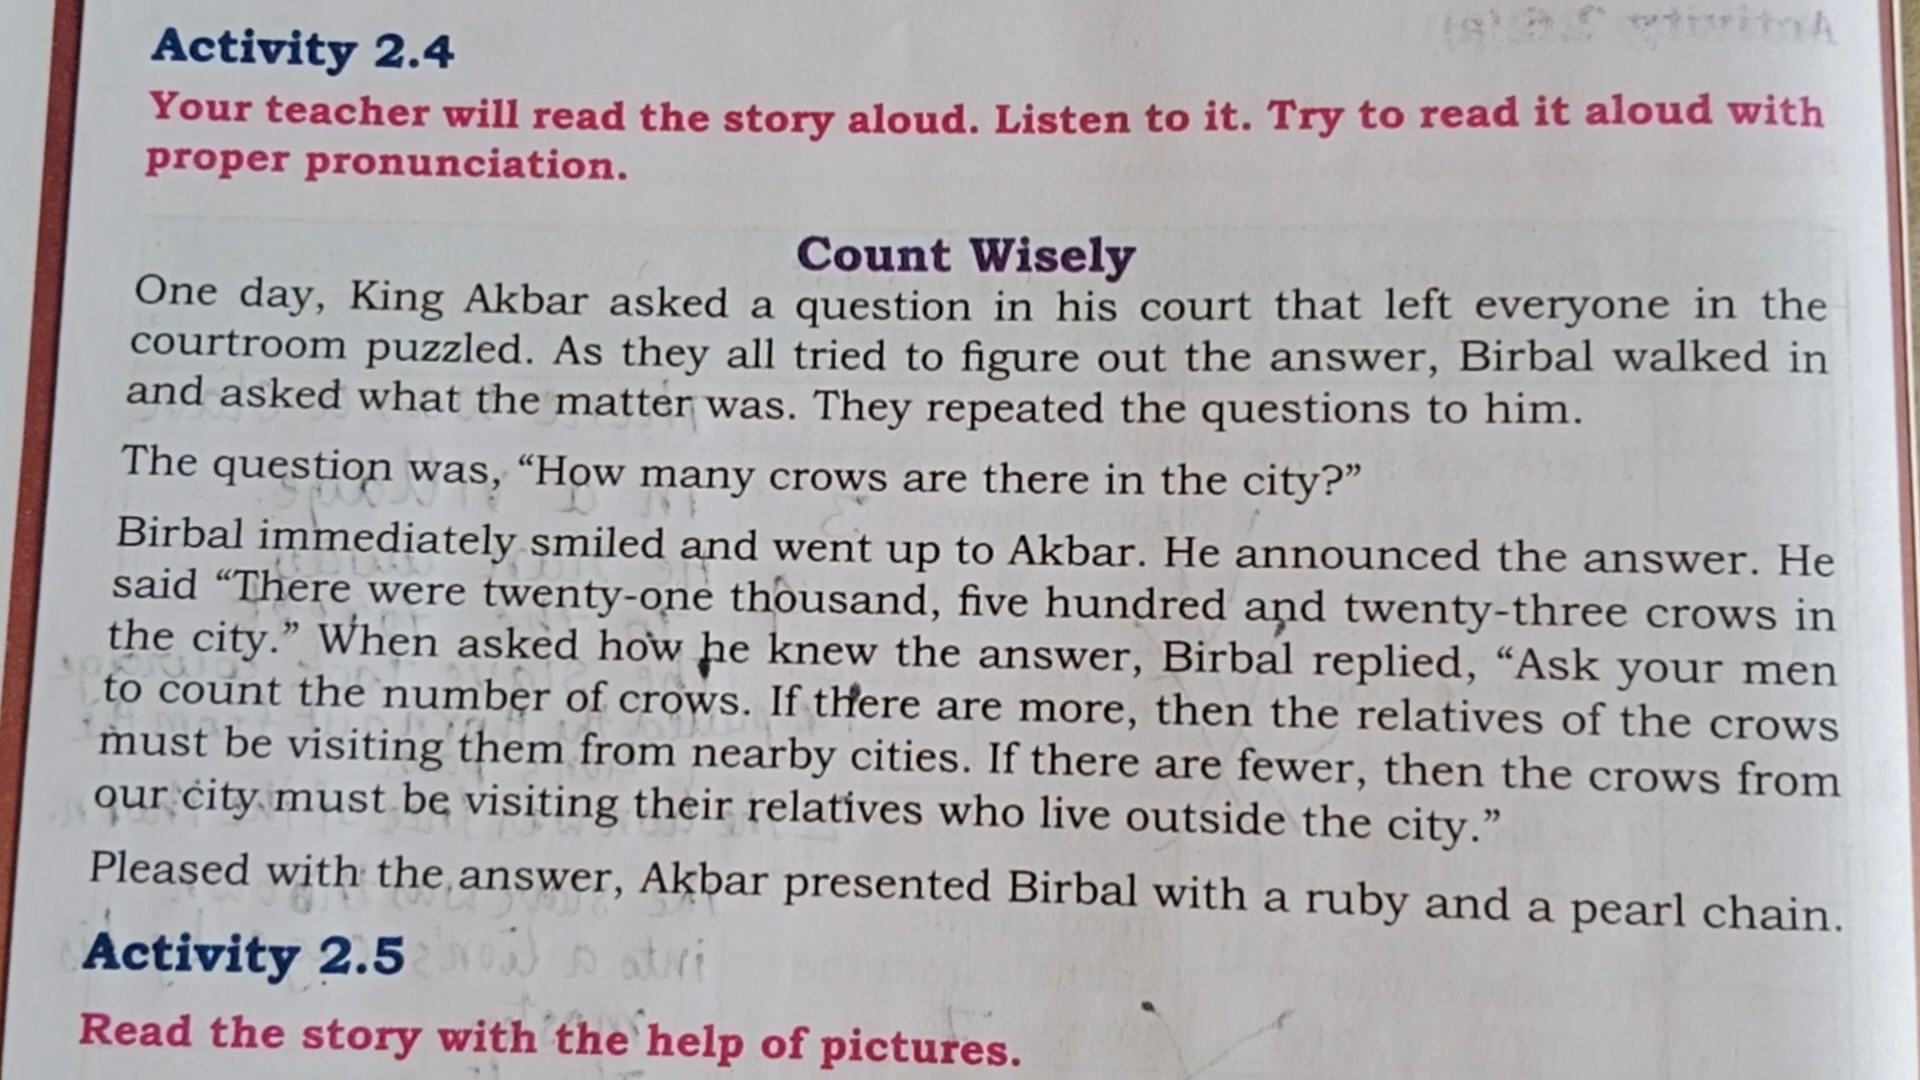 Activity 2.4
Your teacher will read the story aloud. Listen to it. Try to read it aloud with
proper pronunciation.
Count Wisely
One day, King Akbar asked a question in his court that left everyone in the
courtroom puzzled. As they all tried to figure out the answer, Birbal walked in
and asked what the matter was. They repeated the questions to him.
The question was, “How many crows are there in the city?”
Birbal immediately smiled and went up to Akbar. He announced the answer. He
said “There were twenty-one thousand, five hundred and twenty-three crows in
the city.” When asked how he knew the answer, Birbal replied, “Ask your men
to count the number of crows. If there are more, then the relatives of the crows
must be visiting them from nearby cities. If there are fewer, then the crows from
our city must be visiting their relatives who live outside the city.”
Pleased with the answer, Akbar presented Birbal with a ruby and a pearl chain.
Activity 2.5
Read the story with the help of pictures.